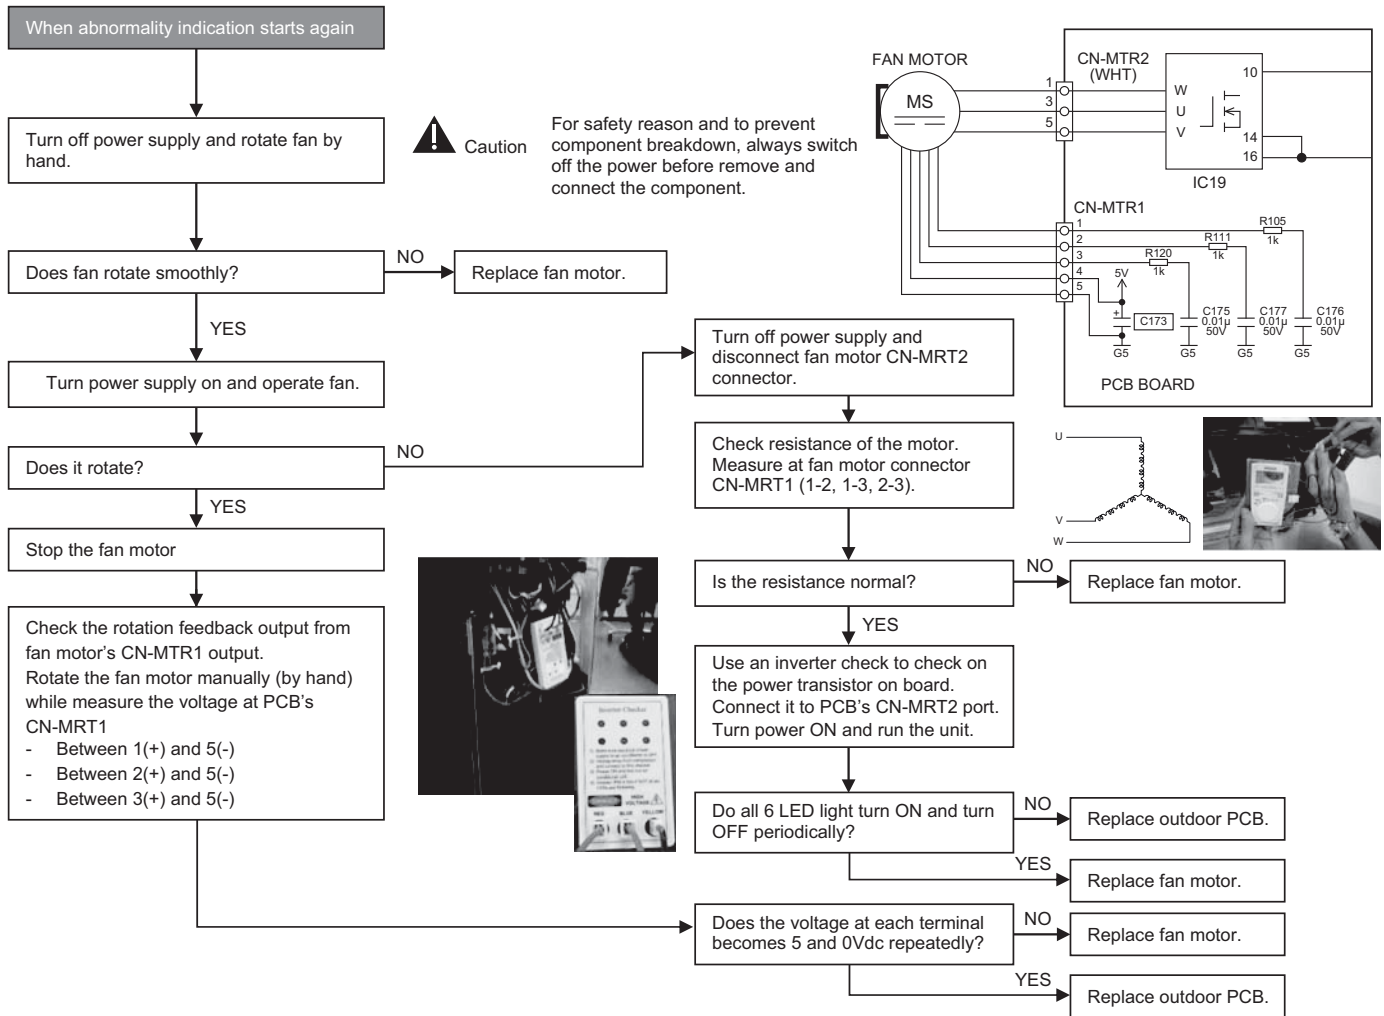 When abnormality indication starts again
Turn off power supply and rotate fan by
hand.
Caution
For safety reason and to prevent
component breakdown, always switch
off the power before remove and
connect the component.
Does fan rotate smoothly?
NO
Replace fan motor.
YES
Turn power supply on and operate fan.
Does it rotate?
NO
YES
Stop the fan motor
Check the rotation feedback output from
fan motor's CN-MTR1 output.
Rotate the fan motor manually (by hand)
while measure the voltage at PCB's
CN-MRT1
- Between 1(+) and 5(-)
- Between 2(+) and 5(-)
- Between 3(+) and 5(-)
FAN MOTOR
MS
CN-MTR2
(WHT)
1
3
5
W
U
V
10
14
16
IC19
CN-MTR1
1
2
3
4
5
R105
1k
R111
1k
R120
1k
5V
+
C173
C175
0.01µ
50V
C177
0.01µ
50V
C176
0.01µ
50V
G5
G5
G5
G5
PCB BOARD
Turn off power supply and
disconnect fan motor CN-MRT2
connector.
Check resistance of the motor.
Measure at fan motor connector
CN-MRT1 (1-2, 1-3, 2-3).
U
V
W
Is the resistance normal?
NO
Replace fan motor.
YES
Use an inverter check to check on
the power transistor on board.
Connect it to PCB's CN-MRT2 port.
Turn power ON and run the unit.
Inverter Checker
HIGH
VOLTAGE
RED BLUE YELLOW
Do all 6 LED light turn ON and turn
OFF periodically?
NO
Replace outdoor PCB.
YES
Replace fan motor.
Does the voltage at each terminal
becomes 5 and 0Vdc repeatedly?
NO
Replace fan motor.
YES
Replace outdoor PCB.